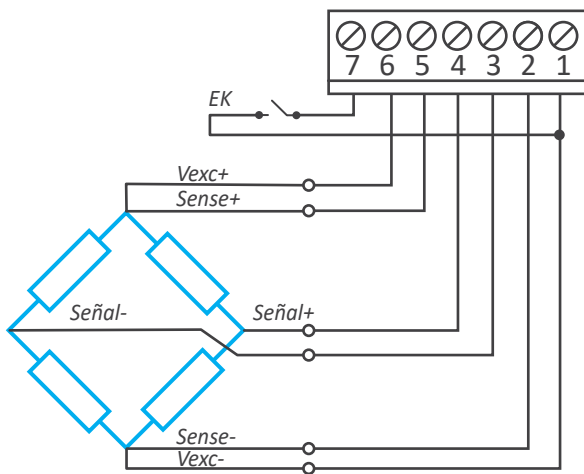 7 6 5 4 3 2 1
EK
Vexc+
Sense+
Señal- Señal+
Sense-
Vexc-